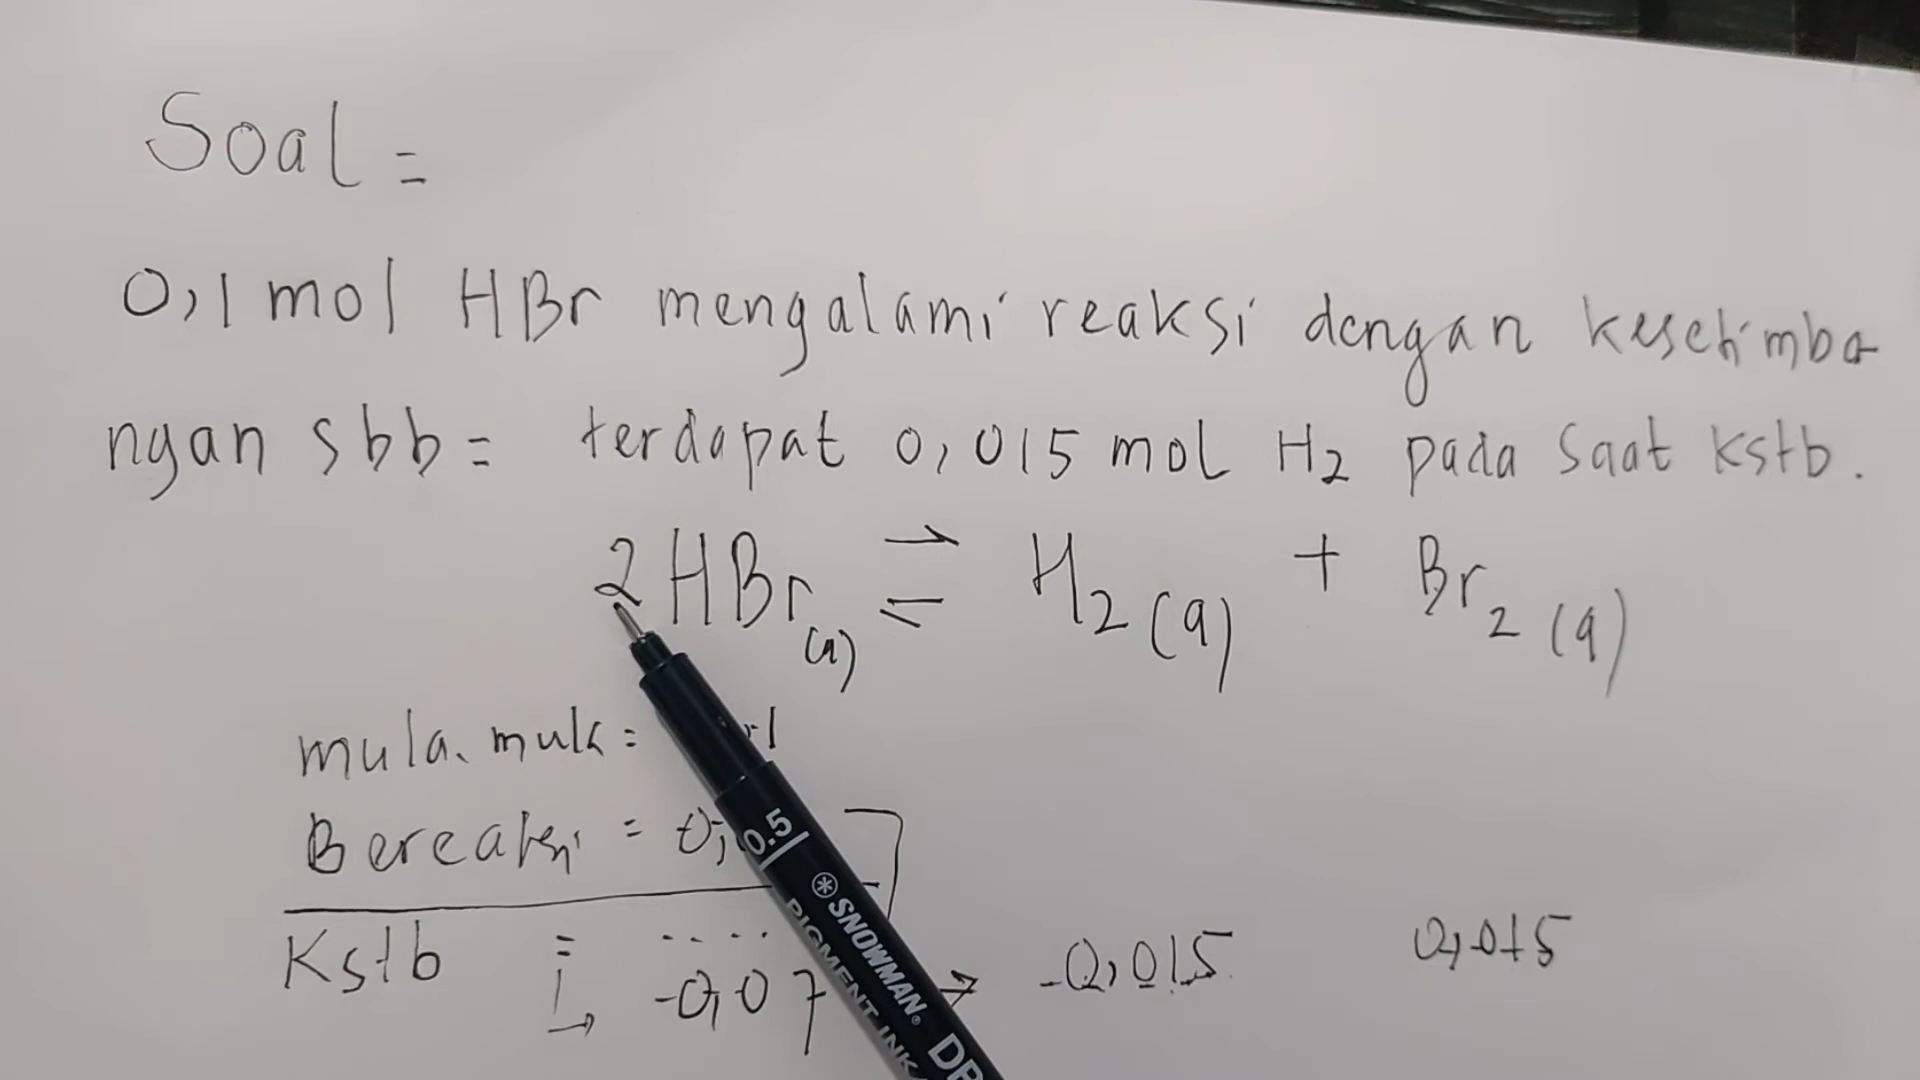 Soal =
0,1 mol HBr mengalami reaksi dengan kesetimba
ngan sbb = terdapat 0,015 mol H2 pada saat kstb.
2HBr(g) ⇌ H2(g) + Br2(g)
mula. mula =
Bereaksi = 0,
Kstb = ....
-0,07 → -0,015 0,015
0.5
SNOWMAN
PIGMENT INK